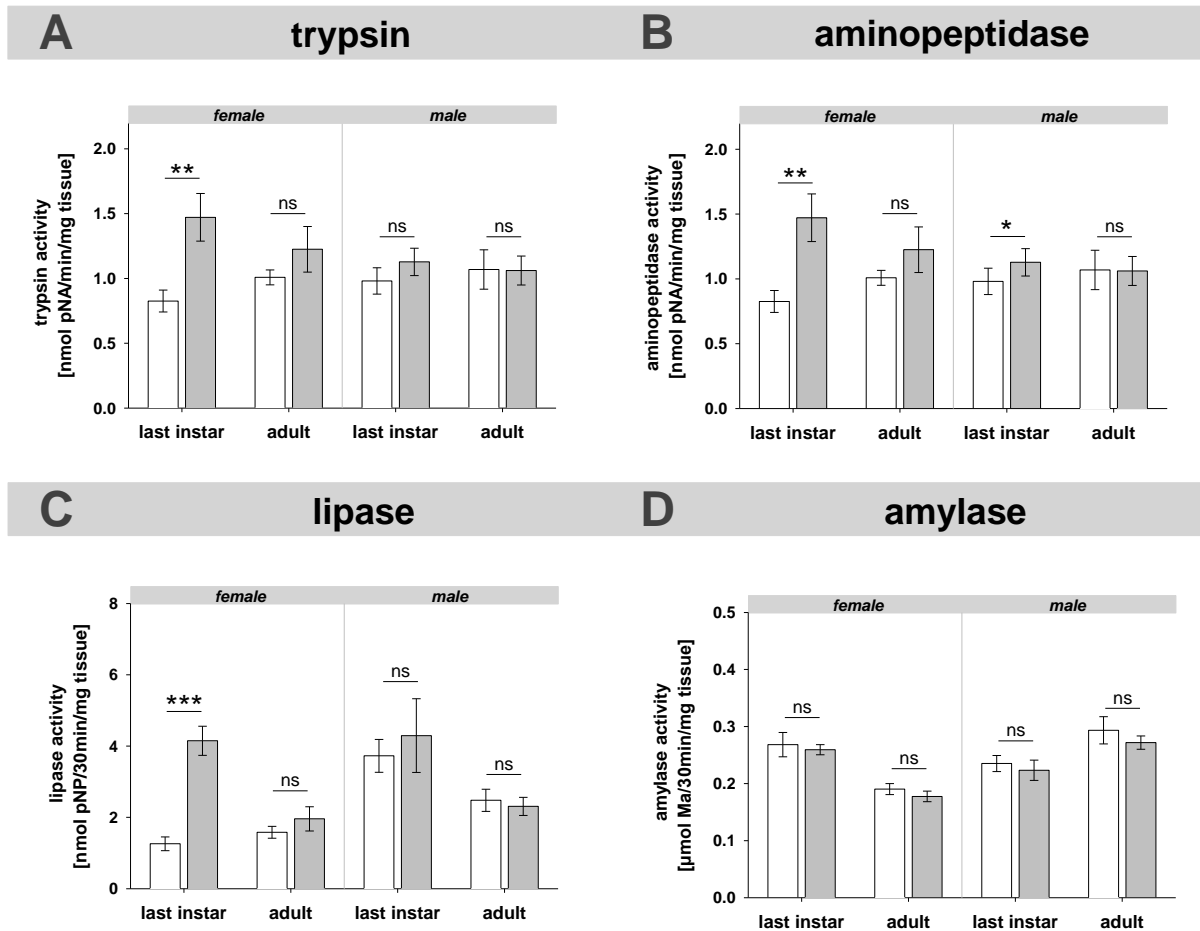 A trypsin
female male
trypsin activity
[nmol pNA/min/mg tissue]
2.0
1.5
1.0
0.5
0.0
** ns ns ns
last instar adult last instar adult
B aminopeptidase
female male
aminopeptidase activity
[nmol pNA/min/mg tissue]
2.0
1.5
1.0
0.5
0.0
** ns * ns
last instar adult last instar adult
C lipase
female male
lipase activity
[nmol pNP/30min/mg tissue]
8
6
4
2
0
*** ns ns ns
last instar adult last instar adult
D amylase
female male
amylase activity
[µmol Ma/30min/mg tissue]
0.5
0.4
0.3
0.2
0.1
0.0
ns ns ns ns
last instar adult last instar adult